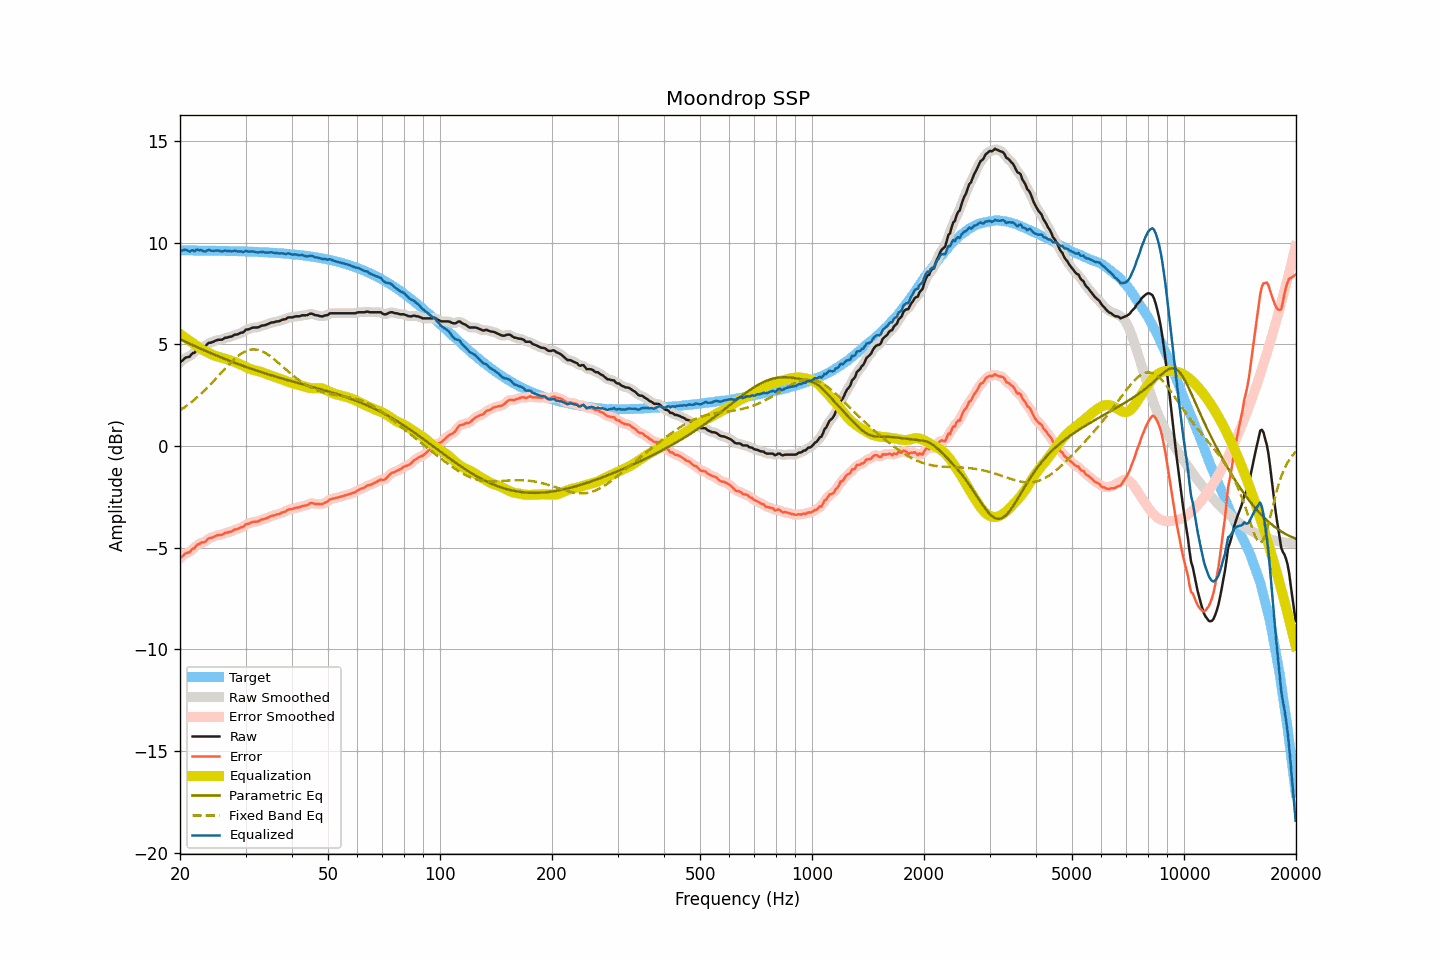 Moondrop SSP
15
10
5
0
−5
−10
−15
−20
Amplitude (dBr)
Target
Raw Smoothed
Error Smoothed
Raw
Error
Equalization
Parametric Eq
Fixed Band Eq
Equalized
20 50 100 200 500 1000 2000 5000 10000 20000
Frequency (Hz)